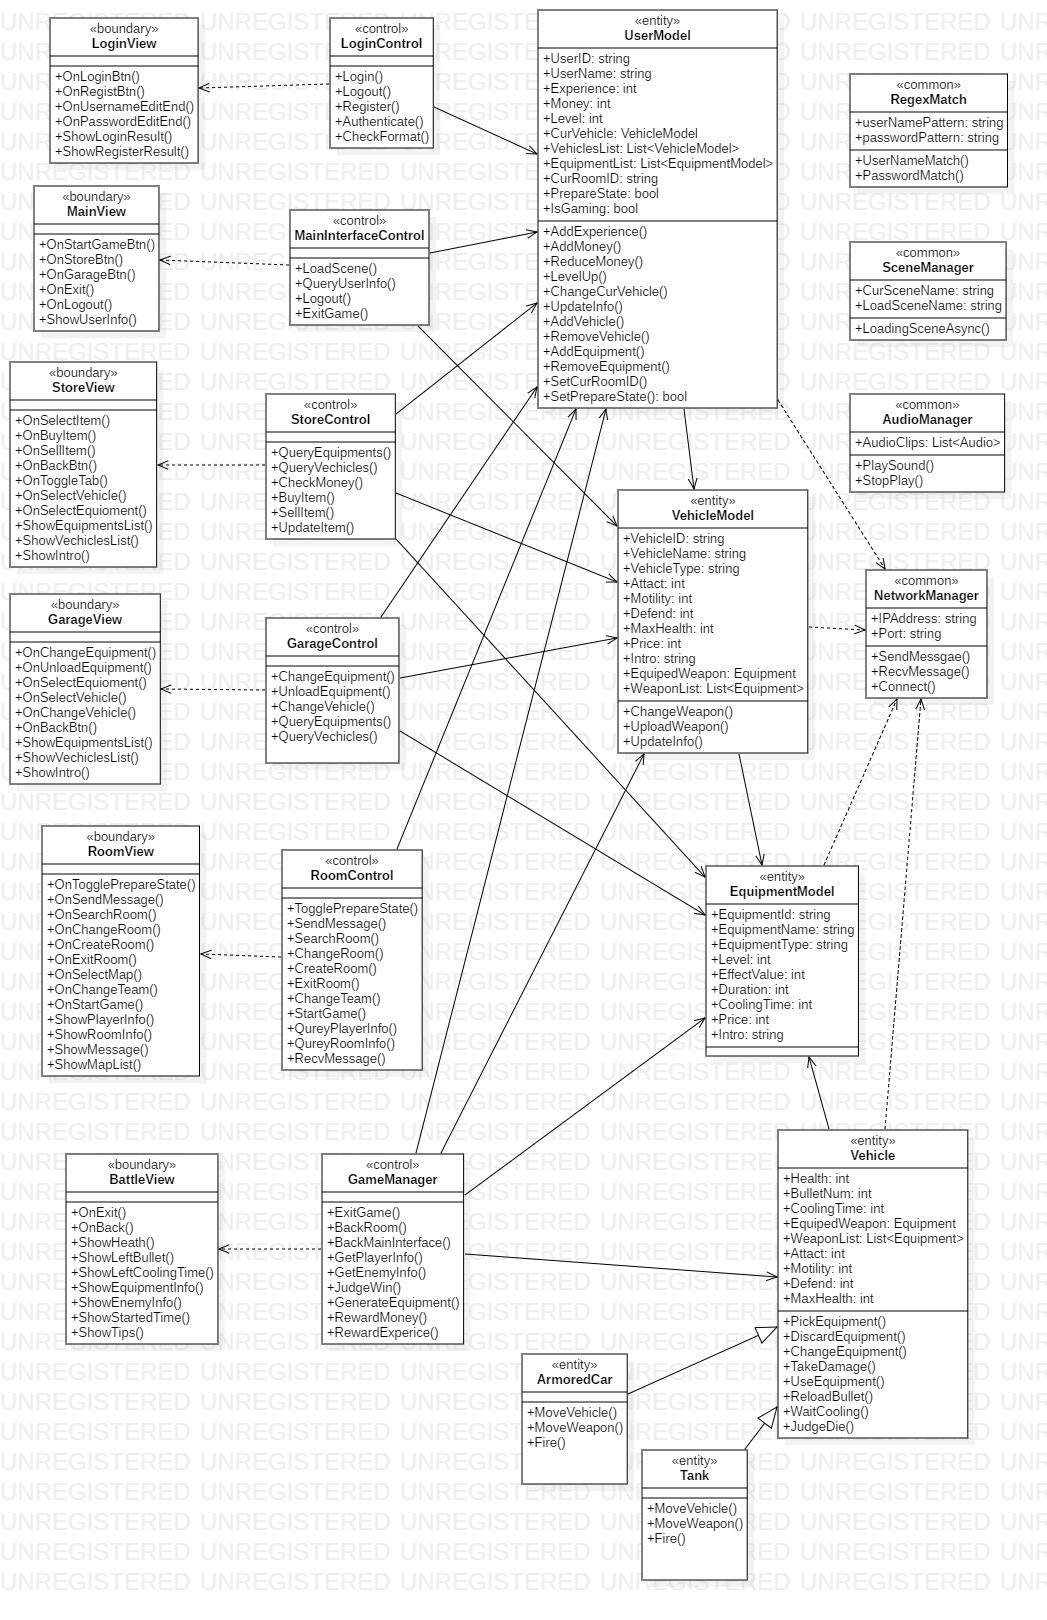 «boundary»
LoginView
+OnLoginBtn()
+OnRegistBtn()
+OnUsernameEditEnd()
+OnPasswordEditEnd()
+ShowLoginResult()
+ShowRegisterResult()
«control»
LoginControl
+Login()
+Logout()
+Register()
+Authenticate()
+CheckFormat()
«entity»
UserModel
+UserID: string
+UserName: string
+Experience: int
+Money: int
+Level: int
+CurVehicle: VehicleModel
+VehiclesList: List<VehicleModel>
+EquipmentList: List<EquipmentModel>
+CurRoomID: string
+PrepareState: bool
+IsGaming: bool
+AddExperience()
+AddMoney()
+ReduceMoney()
+LevelUp()
+ChangeCurVehicle()
+UpdateInfo()
+AddVehicle()
+RemoveVehicle()
+AddEquipment()
+RemoveEquipment()
+SetCurRoomID()
+SetPrepareState(): bool
«common»
RegexMatch
+userNamePattern: string
+passwordPattern: string
+UserNameMatch()
+PasswordMatch()
«boundary»
MainView
+OnStartGameBtn()
+OnStoreBtn()
+OnGarageBtn()
+OnExit()
+OnLogout()
+ShowUserInfo()
«control»
MainInterfaceControl
+LoadScene()
+QueryUserInfo()
+Logout()
+ExitGame()
«common»
SceneManager
+CurSceneName: string
+LoadSceneName: string
+LoadingSceneAsync()
«boundary»
StoreView
+OnSelectItem()
+OnBuyItem()
+OnSellItem()
+OnBackBtn()
+OnToggleTab()
+OnSelectVehicle()
+OnSelectEquioment()
+ShowEquipmentsList()
+ShowVechiclesList()
+ShowIntro()
«control»
StoreControl
+QueryEquipments()
+QueryVechicles()
+CheckMoney()
+BuyItem()
+SellItem()
+UpdateItem()
«common»
AudioManager
+AudioClips: List<Audio>
+PlaySound()
+StopPlay()
«entity»
VehicleModel
+VehicleID: string
+VehicleName: string
+VehicleType: string
+Attact: int
+Motility: int
+Defend: int
+MaxHealth: int
+Price: int
+Intro: string
+EquipedWeapon: Equipment
+WeaponList: List<Equipment>
+ChangeWeapon()
+UploadWeapon()
+UpdateInfo()
«common»
NetworkManager
+IPAddress: string
+Port: string
+SendMessgae()
+RecvMessage()
+Connect()
«boundary»
GarageView
+OnChangeEquipment()
+OnUnloadEquipment()
+OnSelectEquioment()
+OnSelectVehicle()
+OnChangeVehicle()
+OnBackBtn()
+ShowEquipmentsList()
+ShowVechiclesList()
+ShowIntro()
«control»
GarageControl
+ChangeEquipment()
+UnloadEquipment()
+ChangeVehicle()
+QueryEquipments()
+QueryVechicles()
«boundary»
RoomView
+OnTogglePrepareState()
+OnSendMessage()
+OnSearchRoom()
+OnChangeRoom()
+OnCreateRoom()
+OnExitRoom()
+OnSelectMap()
+OnChangeTeam()
+OnStartGame()
+ShowPlayerInfo()
+ShowRoomInfo()
+ShowMessage()
+ShowMapList()
«control»
RoomControl
+TogglePrepareState()
+SendMessage()
+SearchRoom()
+ChangeRoom()
+CreateRoom()
+ExitRoom()
+ChangeTeam()
+StartGame()
+QureyPlayerInfo()
+QureyRoomInfo()
+RecvMessage()
«entity»
EquipmentModel
+EquipmentId: string
+EquipmentName: string
+EquipmentType: string
+Level: int
+EffectValue: int
+Duration: int
+CoolingTime: int
+Price: int
+Intro: string
«boundary»
BattleView
+OnExit()
+OnBack()
+ShowHeath()
+ShowLeftBullet()
+ShowLeftCoolingTime()
+ShowEquipmentInfo()
+ShowEnemyInfo()
+ShowStartedTime()
+ShowTips()
«control»
GameManager
+ExitGame()
+BackRoom()
+BackMainInterface()
+GetPlayerInfo()
+GetEnemyInfo()
+JudgeWin()
+GenerateEquipment()
+RewardMoney()
+RewardExperice()
«entity»
Vehicle
+Health: int
+BulletNum: int
+CoolingTime: int
+EquipedWeapon: Equipment
+WeaponList: List<Equipment>
+Attact: int
+Motility: int
+Defend: int
+MaxHealth: int
+PickEquipment()
+DiscardEquipment()
+ChangeEquipment()
+TakeDamage()
+UseEquipment()
+ReloadBullet()
+WaitCooling()
+JudgeDie()
«entity»
ArmoredCar
+MoveVehicle()
+MoveWeapon()
+Fire()
«entity»
Tank
+MoveVehicle()
+MoveWeapon()
+Fire()